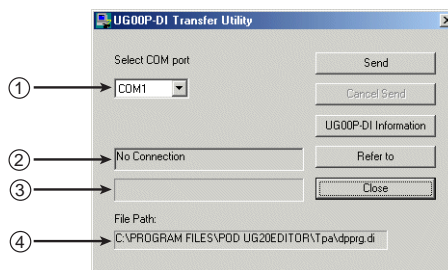 UG00P-DI Transfer Utility
Select COM port
Send
1
COM1
Cancel Send
UG00P-DI Information
2
No Connection
Refer to
3
Close
File Path:
4
C:\PROGRAM FILES\POD UG20EDITOR\Tpa\dpprg.di